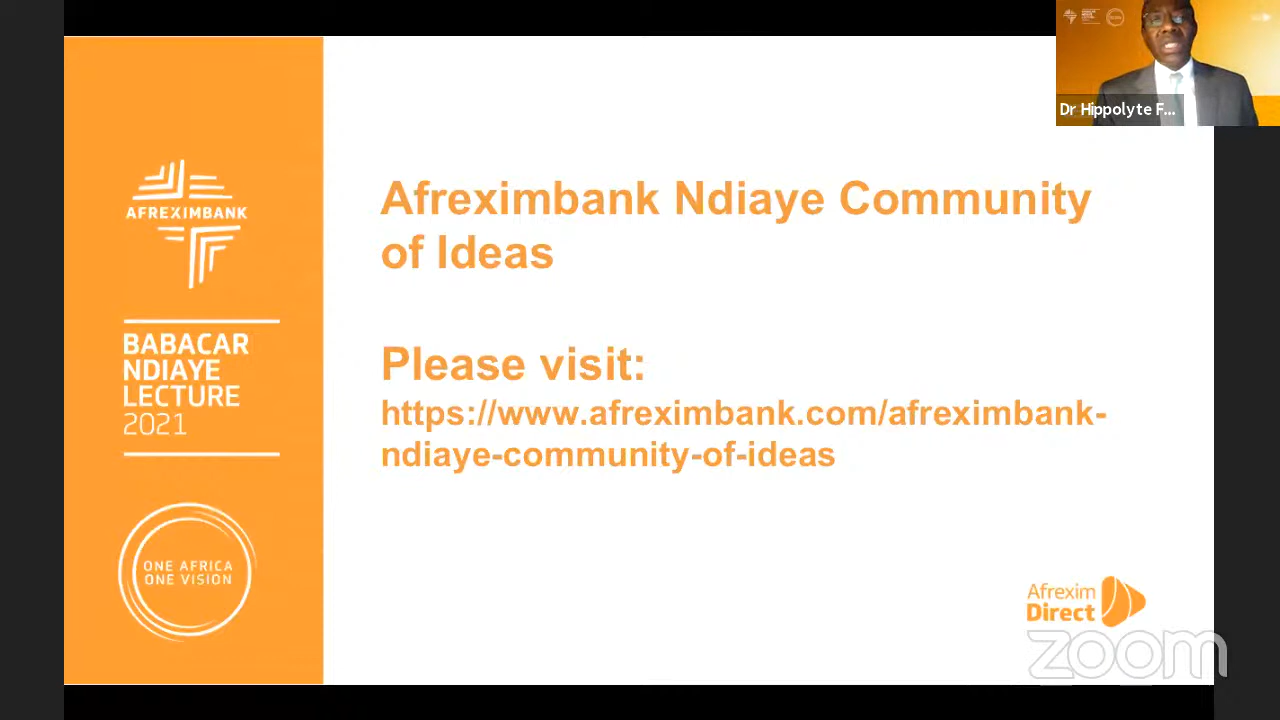 Dr Hippolyte F...
AFREXIMBANK
BABACAR
NDIAYE
LECTURE
2021
ONE AFRICA
ONE VISION
Afreximbank Ndiaye Community
of Ideas
Please visit:
https://www.afreximbank.com/afreximbank-
ndiaye-community-of-ideas
Afrexim
Direct
zoom